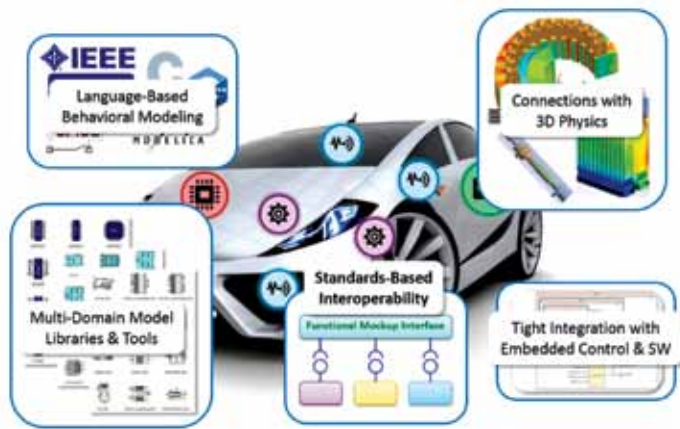 IEEE
Language-Based
Behavioral Modeling
MODELICA
Connections with
3D Physics
Multi-Domain Model
Libraries & Tools
Standards-Based
Interoperability
Functional Mockup Interface
Tight Integration with
Embedded Control & SW